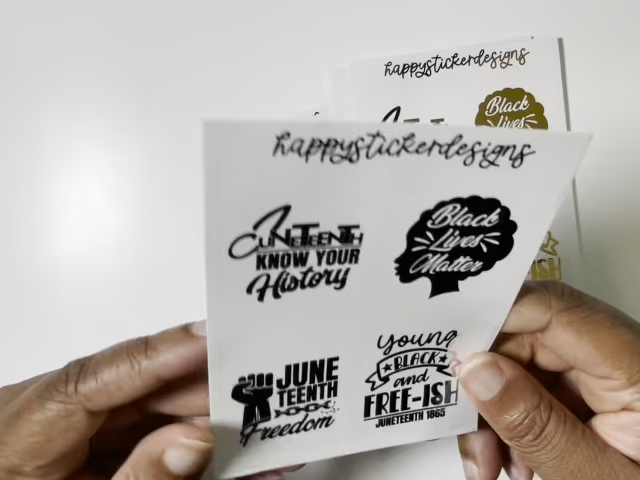 happystickerdesigns
Black
Lives
happystickerdesigns
JUNETEENTH
KNOW YOUR
History
Black
Lives
Matter
JUNE
TEENTH
Freedom
young
BLACK
and
FREE-ISH
JUNETEENTH 1865
ISH